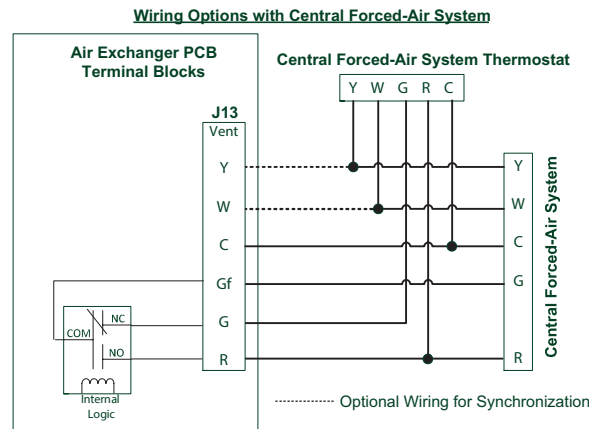 Wiring Options with Central Forced-Air System
Air Exchanger PCB
Terminal Blocks
Central Forced-Air System Thermostat
Y W G R C
J13
Vent
Y
W
C
Gf
G
R
Y
W
C
G
R
Central Forced-Air System
NC
COM
NO
Internal
Logic
Optional Wiring for Synchronization